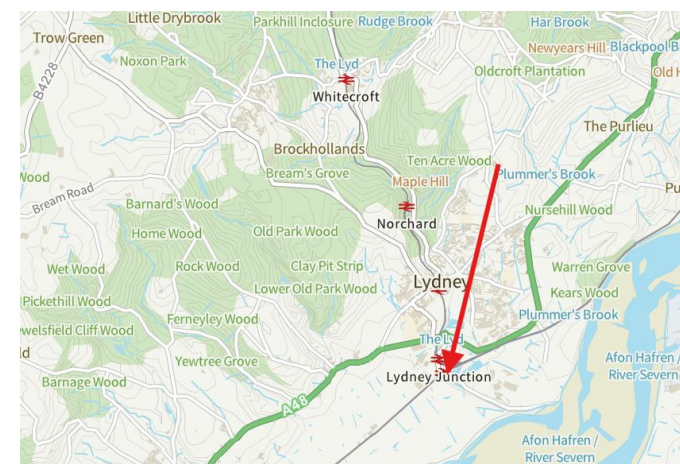 Little Drybrook
Parkhill Inclosure
Rudge Brook
Har Brook
Trow Green
Newyears Hill
Blackpool B
Noxon Park
The Lyd
Oldcroft Plantation
Old H
B4228
Whitecroft
The Purlieu
Brockhollands
Ten Acre Wood
Wood
Bream's Grove
Maple Hill
Plummer's Brook
Pu
Bream Road
Barnard's Wood
Norchard
Nursehill Wood
Home Wood
Old Park Wood
Wet Wood
Rock Wood
Clay Pit Strip
Warren Grove
Lydney
Pickethill Wood
Lower Old Park Wood
Kears Wood
Ferneyley Wood
Plummer's Brook
ewelsfield Cliff Wood
The Lyd
d
Yewtree Grove
Afon Hafren /
River Severn
Barnage Wood
Lydney Junction
A48
Afon Hafren /
River Severn